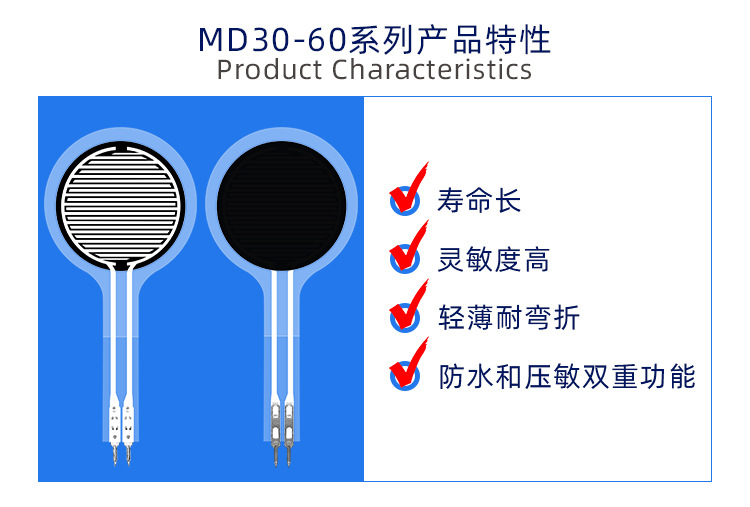 MD30-60系列产品特性
Product Characteristics
寿命长
灵敏度高
轻薄耐弯折
防水和压敏双重功能